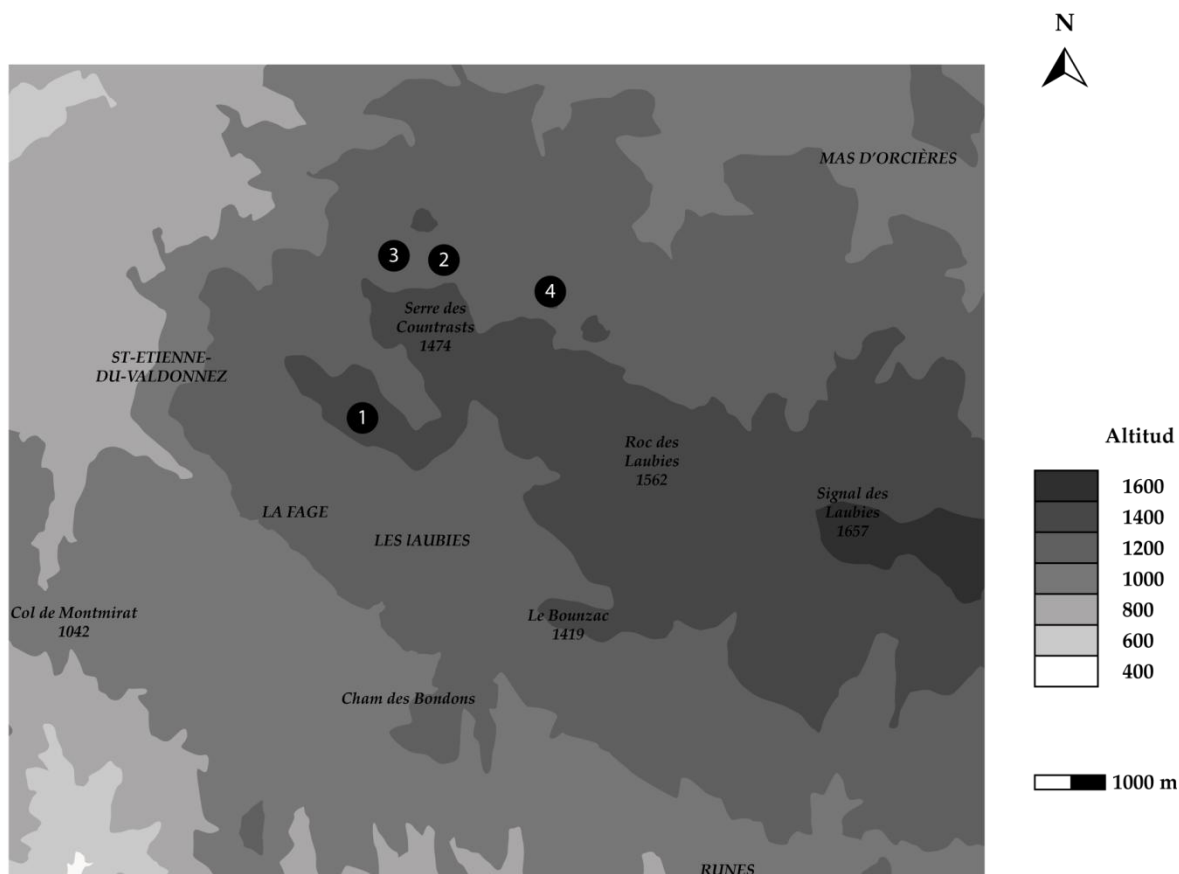 N
MAS D'ORCIÈRES
3
2
4
Serre des
Countrasts
1474
ST-ETIENNE-
DU-VALDONNEZ
1
Roc des
Laubies
1562
Signal des
Laubies
1657
LA FAGE
LES lAUBIES
Col de Montmirat
1042
Le Bounzac
1419
Cham des Bondons
RUNES
Altitud
1600
1400
1200
1000
800
600
400
1000 m